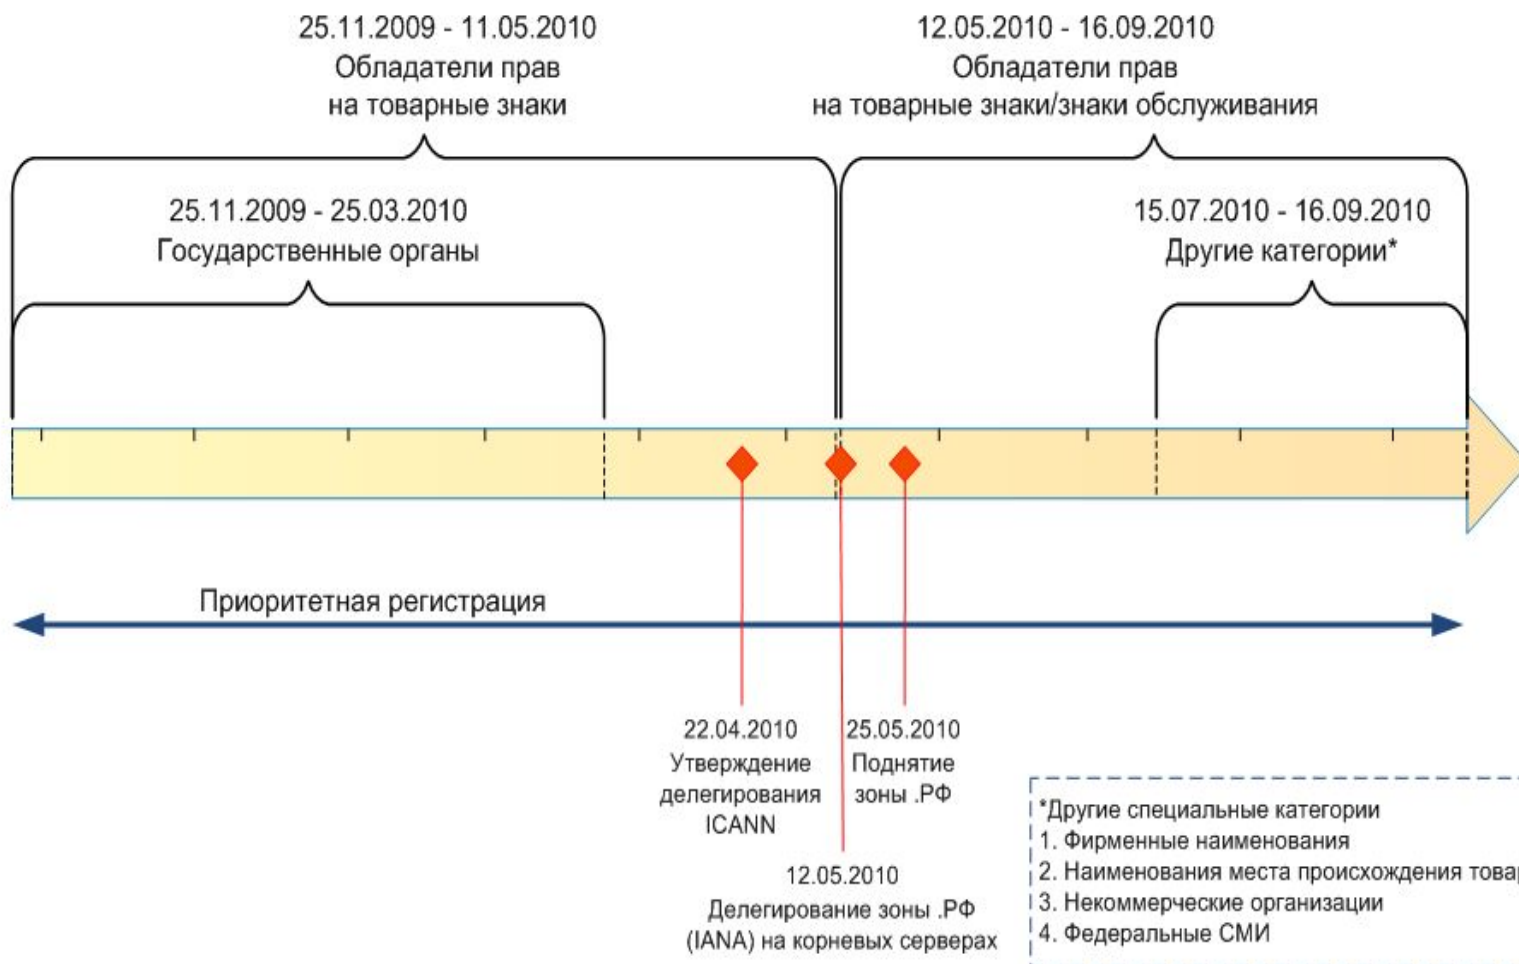 25.11.2009 - 11.05.2010
Обладатели прав
на товарные знаки
12.05.2010 - 16.09.2010
Обладатели прав
на товарные знаки/знаки обслуживания
25.11.2009 - 25.03.2010
Государственные органы
15.07.2010 - 16.09.2010
Другие категории*
Приоритетная регистрация
22.04.2010
Утверждение
делегирования
ICANN
25.05.2010
Поднятие
зоны .РФ
12.05.2010
Делегирование зоны .РФ
(IANA) на корневых серверах
*Другие специальные категории
1. Фирменные наименования
2. Наименования места происхождения
3. Некоммерческие организации
4. Федеральные СМИ